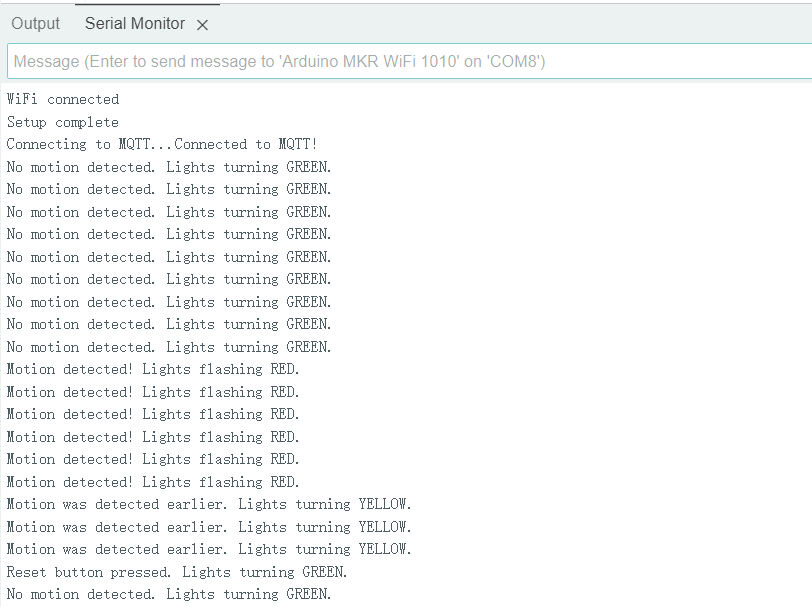 Output Serial Monitor ×
Message (Enter to send message to 'Arduino MKR WiFi 1010' on 'COM8')
WiFi connected
Setup complete
Connecting to MQTT...Connected to MQTT!
No motion detected. Lights turning GREEN.
No motion detected. Lights turning GREEN.
No motion detected. Lights turning GREEN.
No motion detected. Lights turning GREEN.
No motion detected. Lights turning GREEN.
No motion detected. Lights turning GREEN.
No motion detected. Lights turning GREEN.
No motion detected. Lights turning GREEN.
No motion detected. Lights turning GREEN.
Motion detected! Lights flashing RED.
Motion detected! Lights flashing RED.
Motion detected! Lights flashing RED.
Motion detected! Lights flashing RED.
Motion detected! Lights flashing RED.
Motion detected! Lights flashing RED.
Motion was detected earlier. Lights turning YELLOW.
Motion was detected earlier. Lights turning YELLOW.
Motion was detected earlier. Lights turning YELLOW.
Reset button pressed. Lights turning GREEN.
No motion detected. Lights turning GREEN.